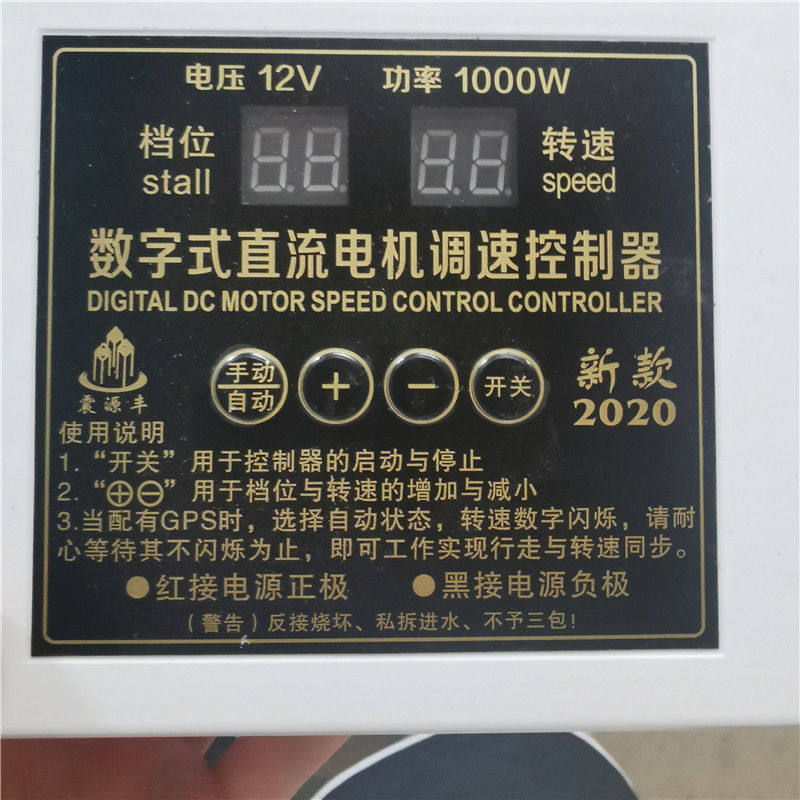 电压 12V 功率 1000W
档位 转速
stall speed
数字式直流电机调速控制器
DIGITAL DC MOTOR SPEED CONTROL CONTROLLER
手动 + − 开关 新款
自动 2020
震源丰
使用说明
1.“开关”用于控制器的启动与停止
2.“⊕⊖”用于档位与转速的增加与减小
3.当配有GPS时，选择自动状态，转速数字闪烁，请耐
心等待其不闪烁为止，即可工作实现行走与转速同步。
●红接电源正极 ●黑接电源负极
（警告）反接烧坏、私拆进水、不予三包！